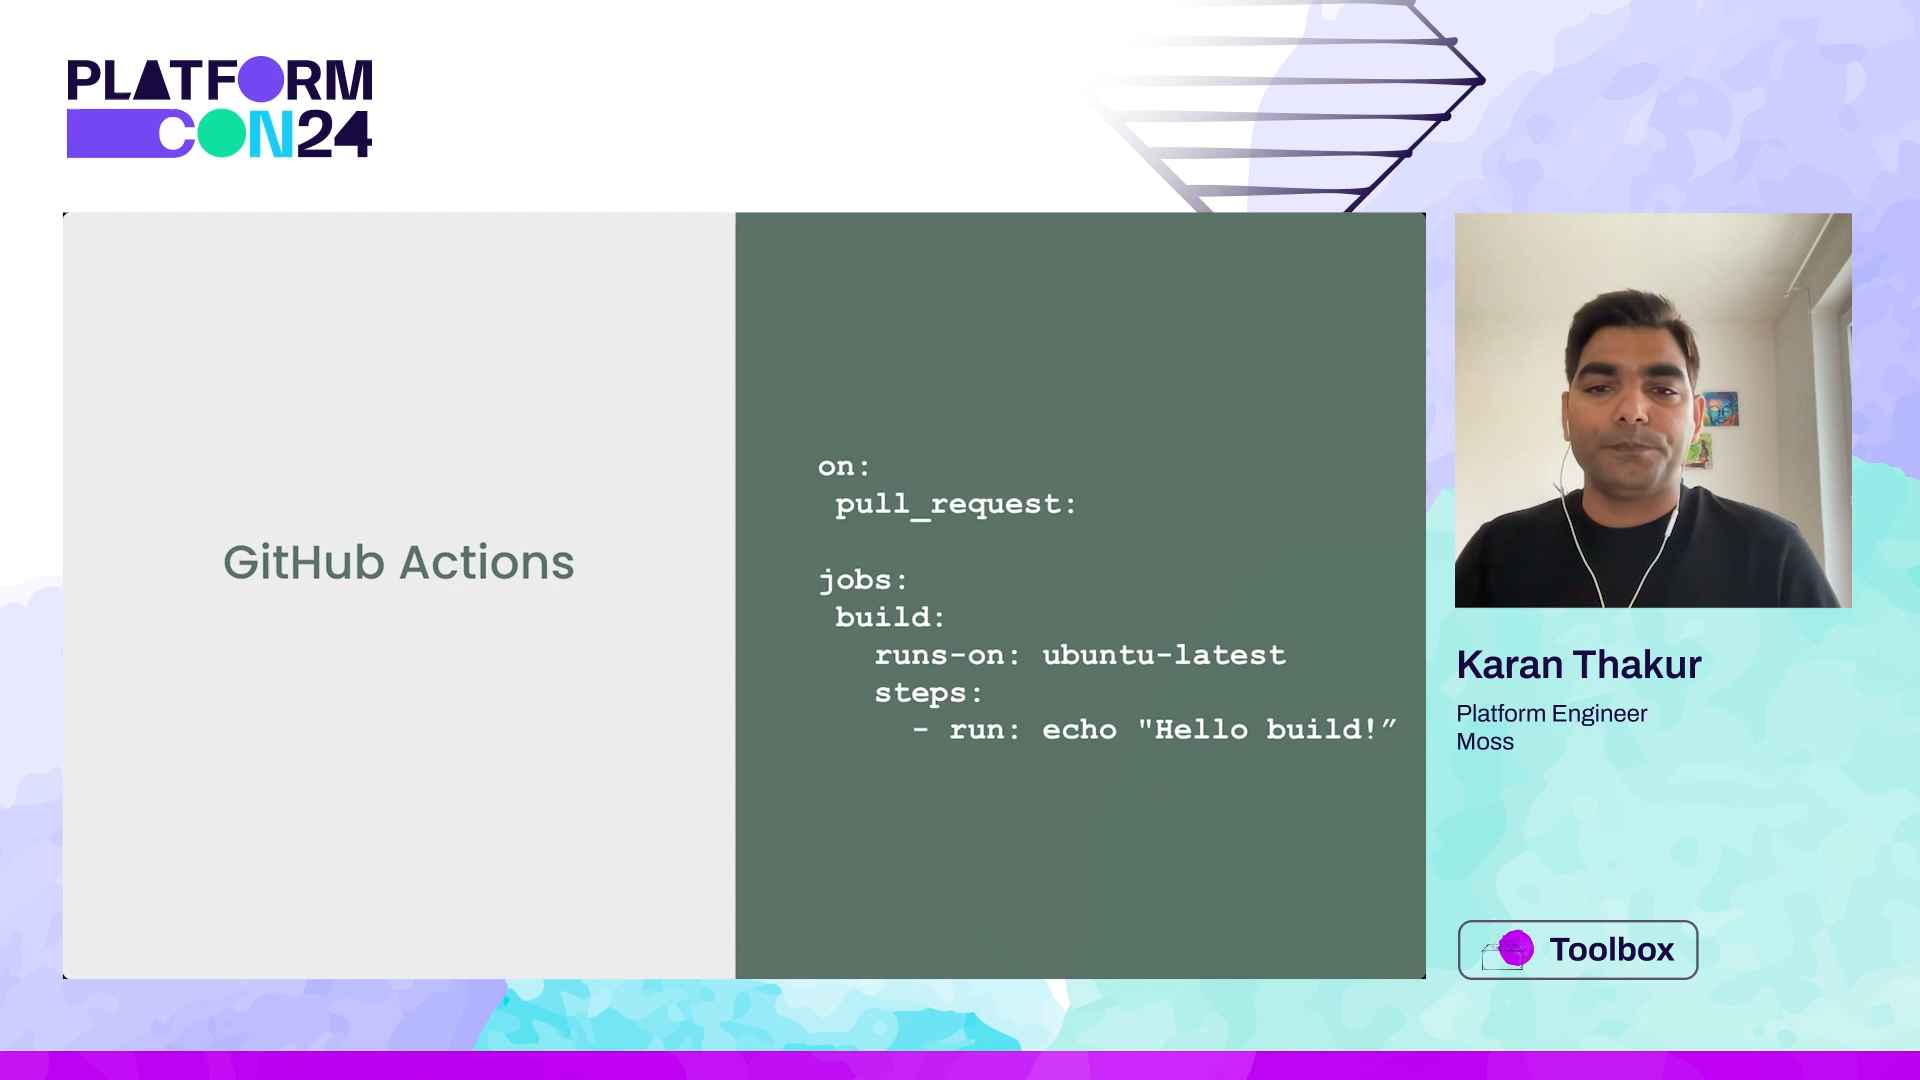 PLATFORM
CON24
GitHub Actions
on:
pull_request:
jobs:
build:
runs-on: ubuntu-latest
steps:
- run: echo "Hello build!”
Karan Thakur
Platform Engineer
Moss
Toolbox